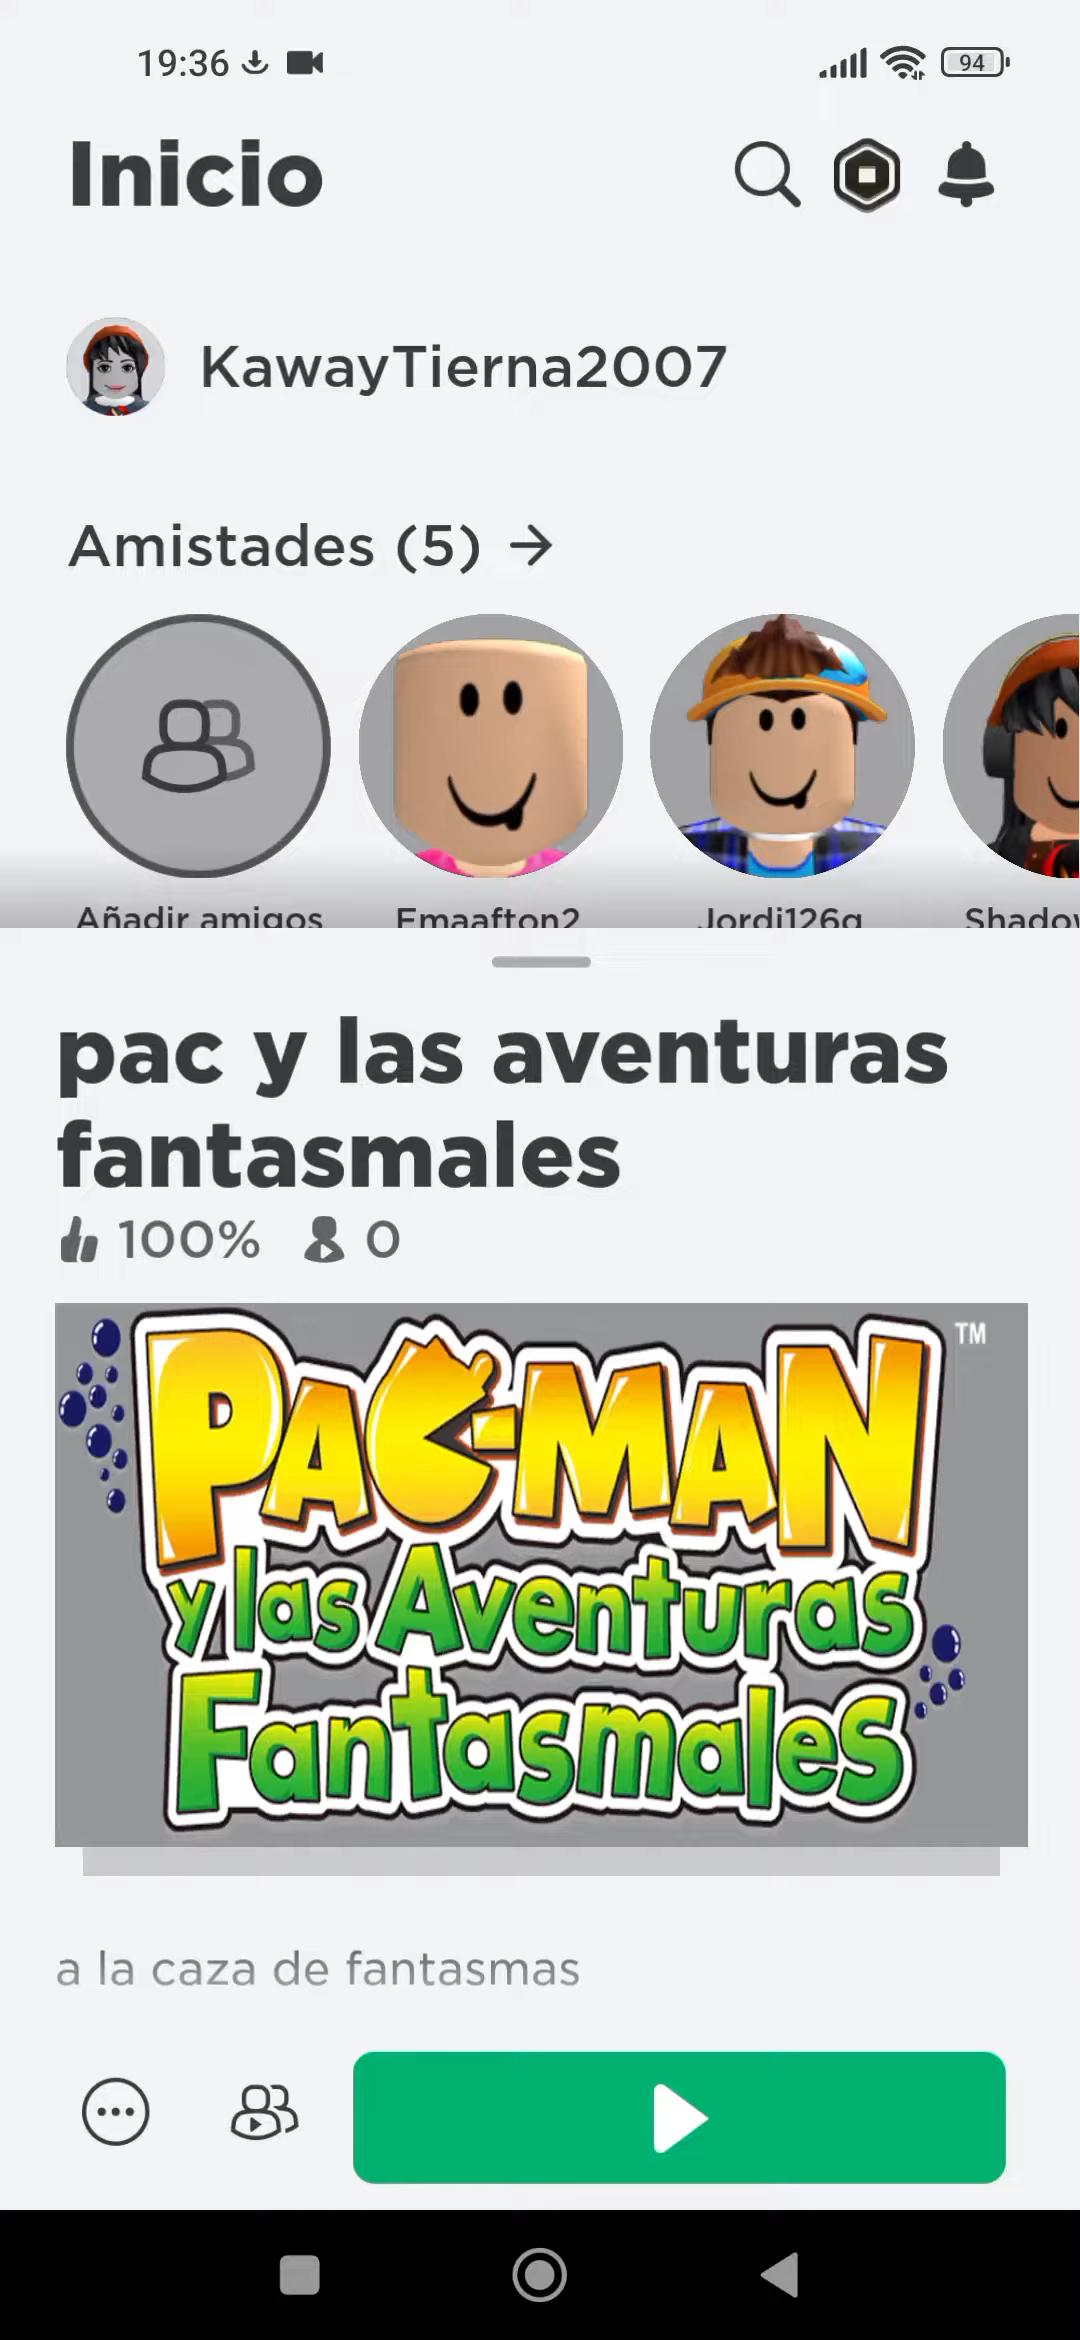 19:36
94
Inicio
KawayTierna2007
Amistades (5)
Añadir amigos
Emaafton2
Jordi126g
Shadow
pac y las aventuras
fantasmales
100%
0
PAC-MAN
TM
y las Aventuras
Fantasmales
a la caza de fantasmas